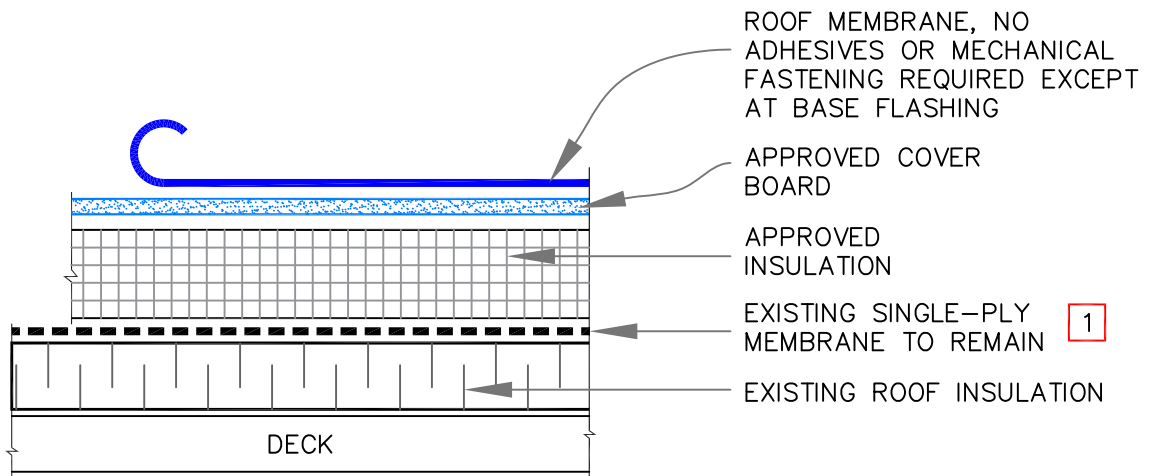 ROOF MEMBRANE, NO
ADHESIVES OR MECHANICAL
FASTENING REQUIRED EXCEPT
AT BASE FLASHING
APPROVED COVER
BOARD
APPROVED
INSULATION
EXISTING SINGLE-PLY
MEMBRANE TO REMAIN
1
EXISTING ROOF INSULATION
DECK